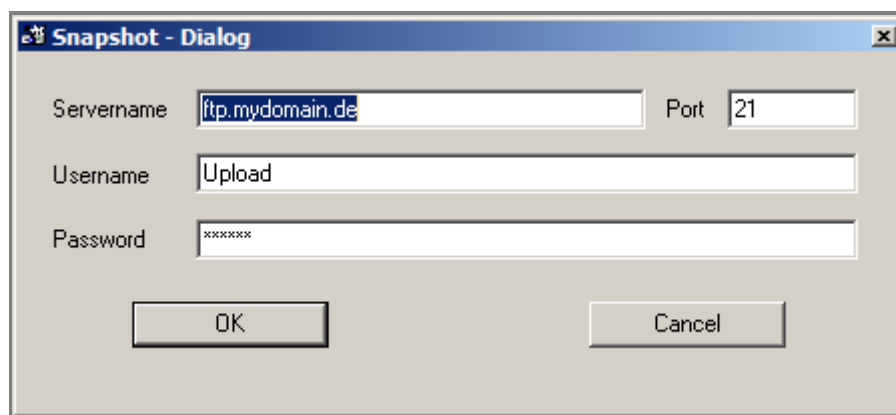 Snapshot - Dialog
Servername ftp.mydomain.de Port 21
Username Upload
Password ******
OK Cancel